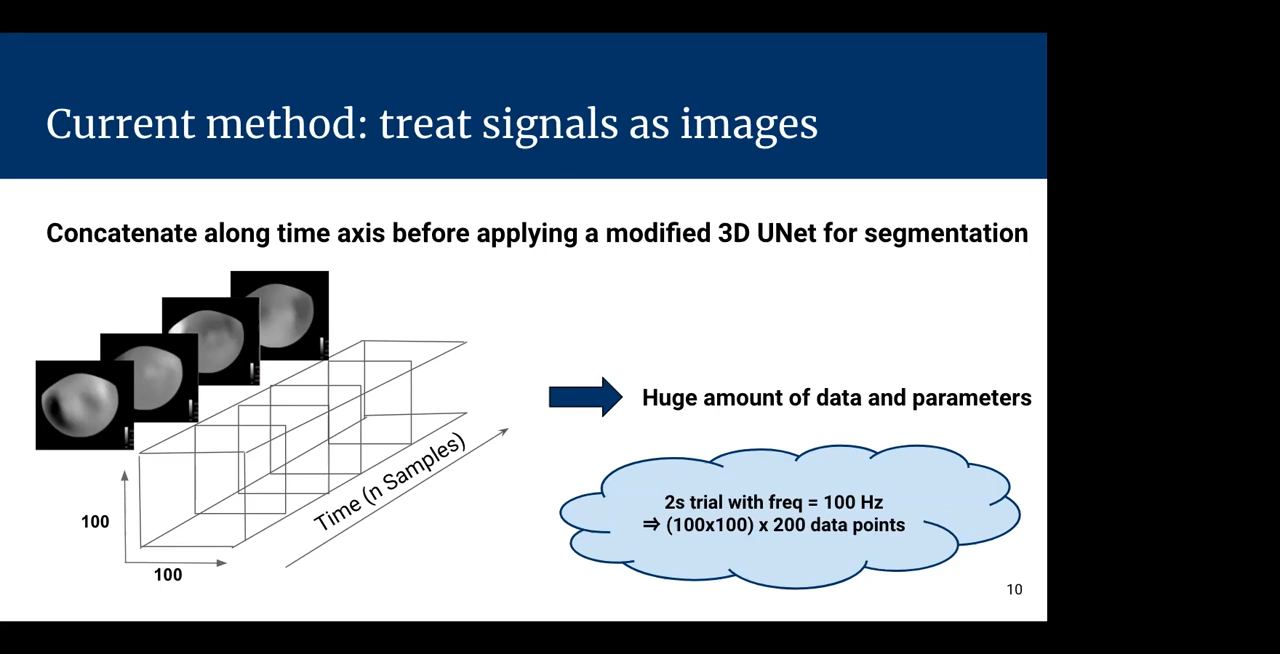 Current method: treat signals as images
Concatenate along time axis before applying a modified 3D UNet for segmentation
100
100
Time (n Samples)
Huge amount of data and parameters
2s trial with freq = 100 Hz
⇒ (100x100) x 200 data points
10